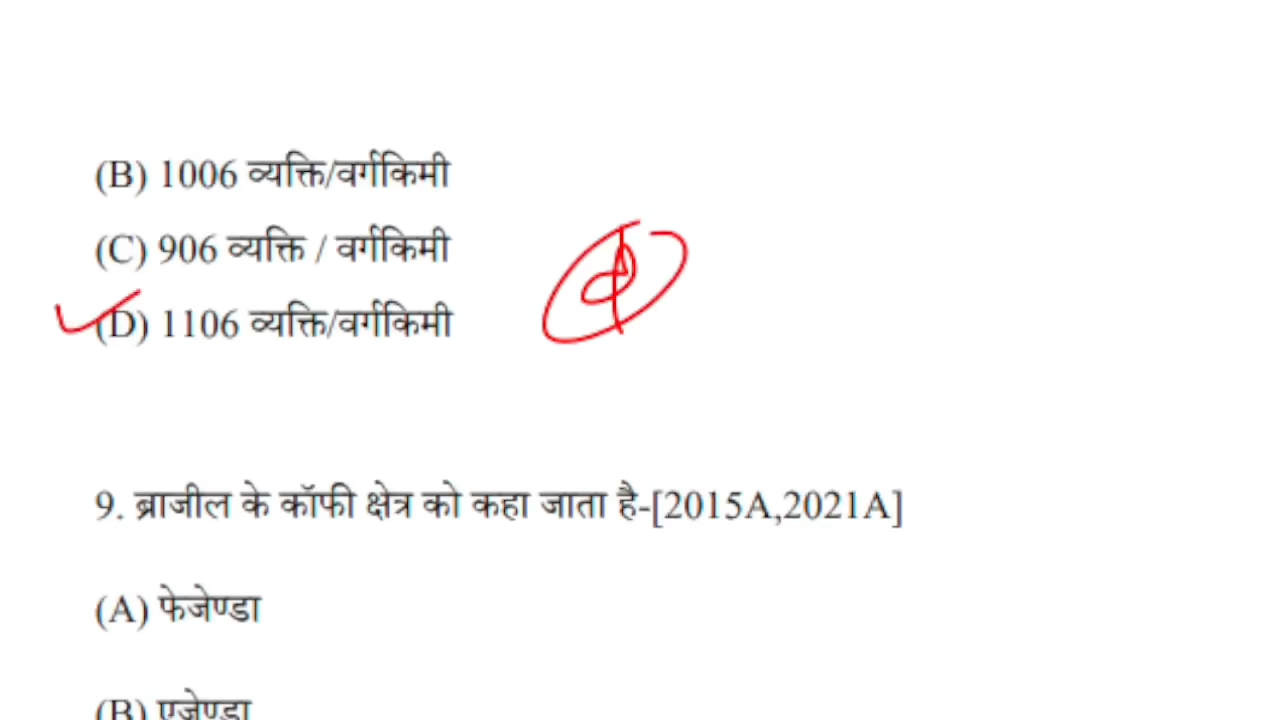 (B) 1006 व्यक्ति/वर्गकिमी
(C) 906 व्यक्ति / वर्गकिमी
(D) 1106 व्यक्ति/वर्गकिमी
9. ब्राजील के कॉफी क्षेत्र को कहा जाता है-[2015A,2021A]
(A) फेजेण्डा
(B) एजेण्डा